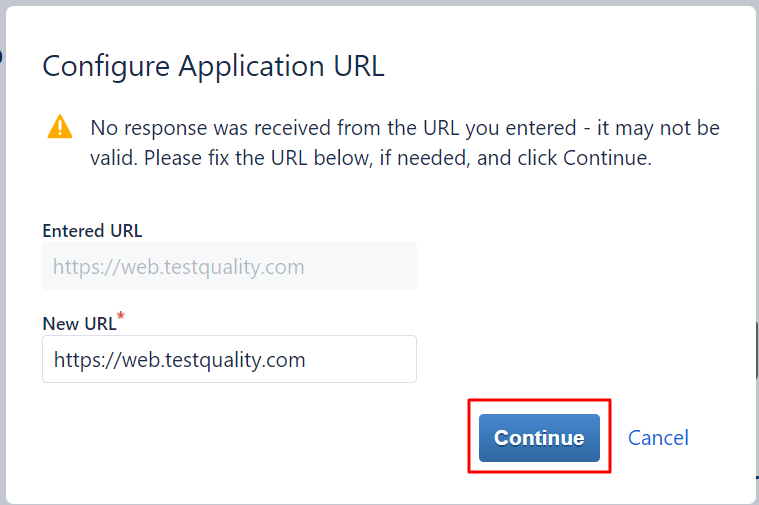 Configure Application URL
No response was received from the URL you entered - it may not be
valid. Please fix the URL below, if needed, and click Continue.
Entered URL
https://web.testquality.com
New URL*
https://web.testquality.com
Continue
Cancel